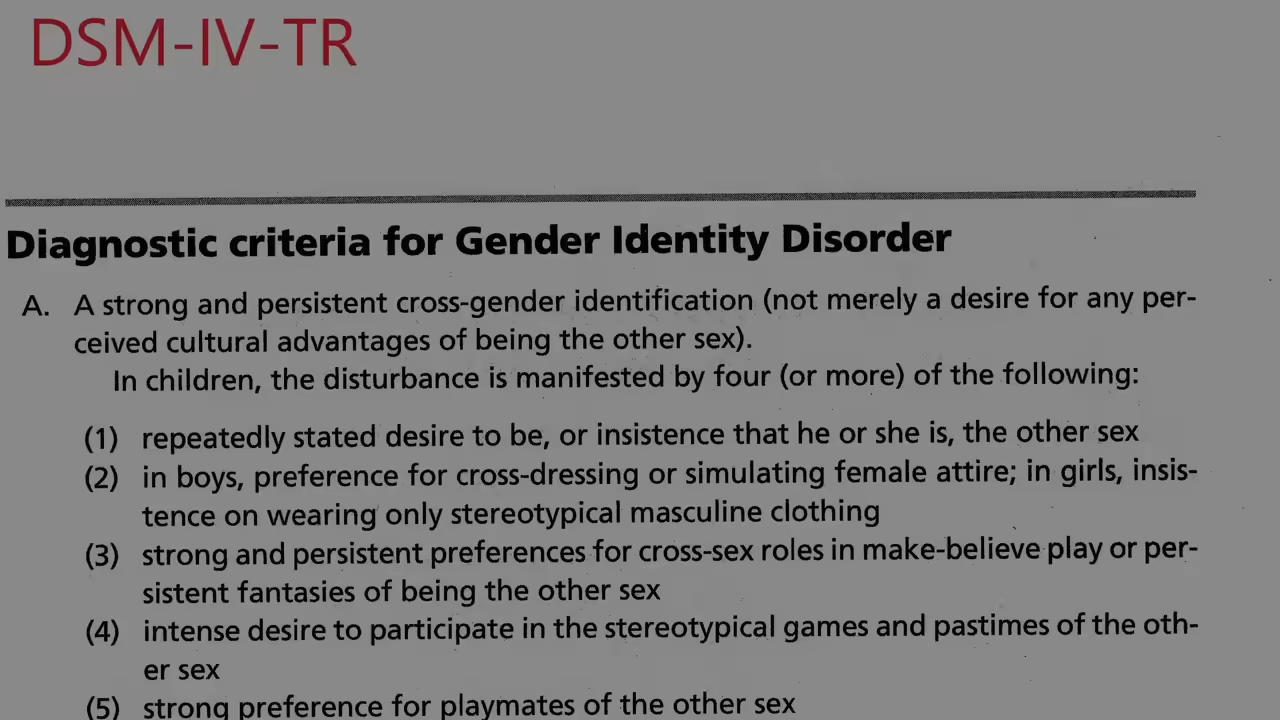 DSM-IV-TR
Diagnostic criteria for Gender Identity Disorder
A. A strong and persistent cross-gender identification (not merely a desire for any per-
ceived cultural advantages of being the other sex).
In children, the disturbance is manifested by four (or more) of the following:
(1) repeatedly stated desire to be, or insistence that he or she is, the other sex
(2) in boys, preference for cross-dressing or simulating female attire; in girls, insis-
tence on wearing only stereotypical masculine clothing
(3) strong and persistent preferences for cross-sex roles in make-believe play or per-
sistent fantasies of being the other sex
(4) intense desire to participate in the stereotypical games and pastimes of the oth-
er sex
(5) strong preference for playmates of the other sex